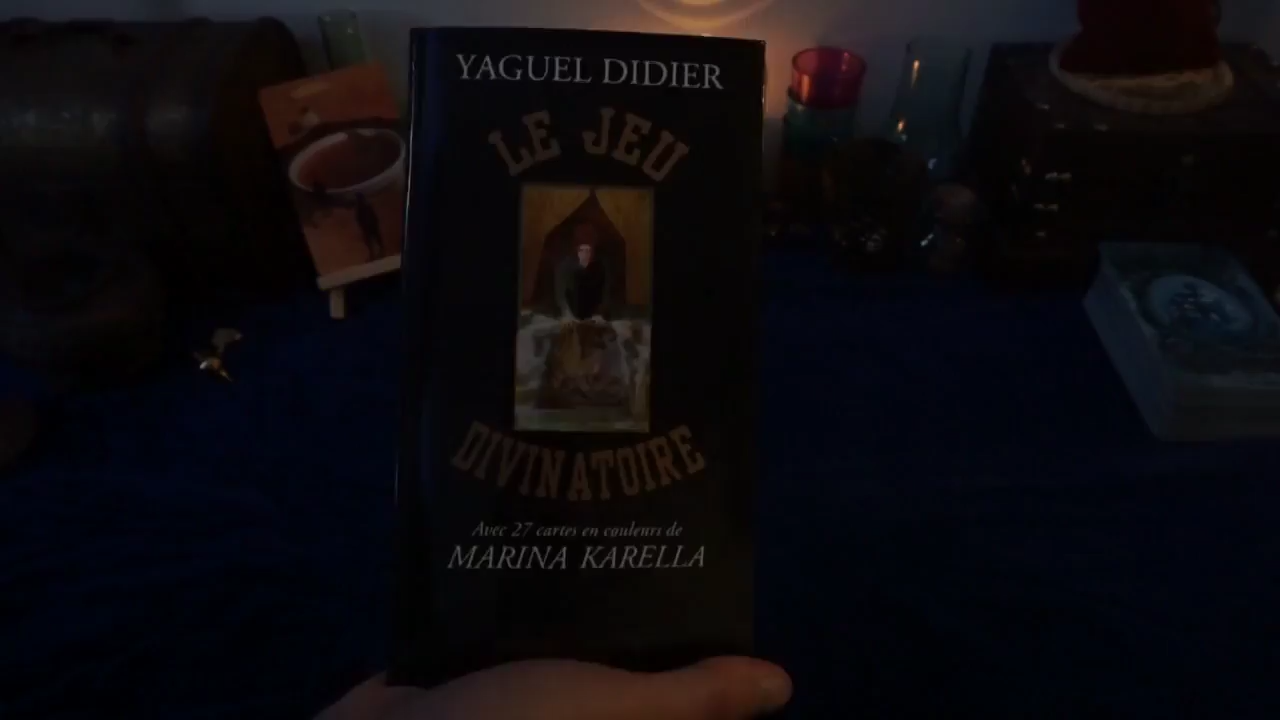 YAGUEL DIDIER
LE JEU
DIVINATOIRE
Avec 27 cartes en couleurs de
MARINA KARELLA